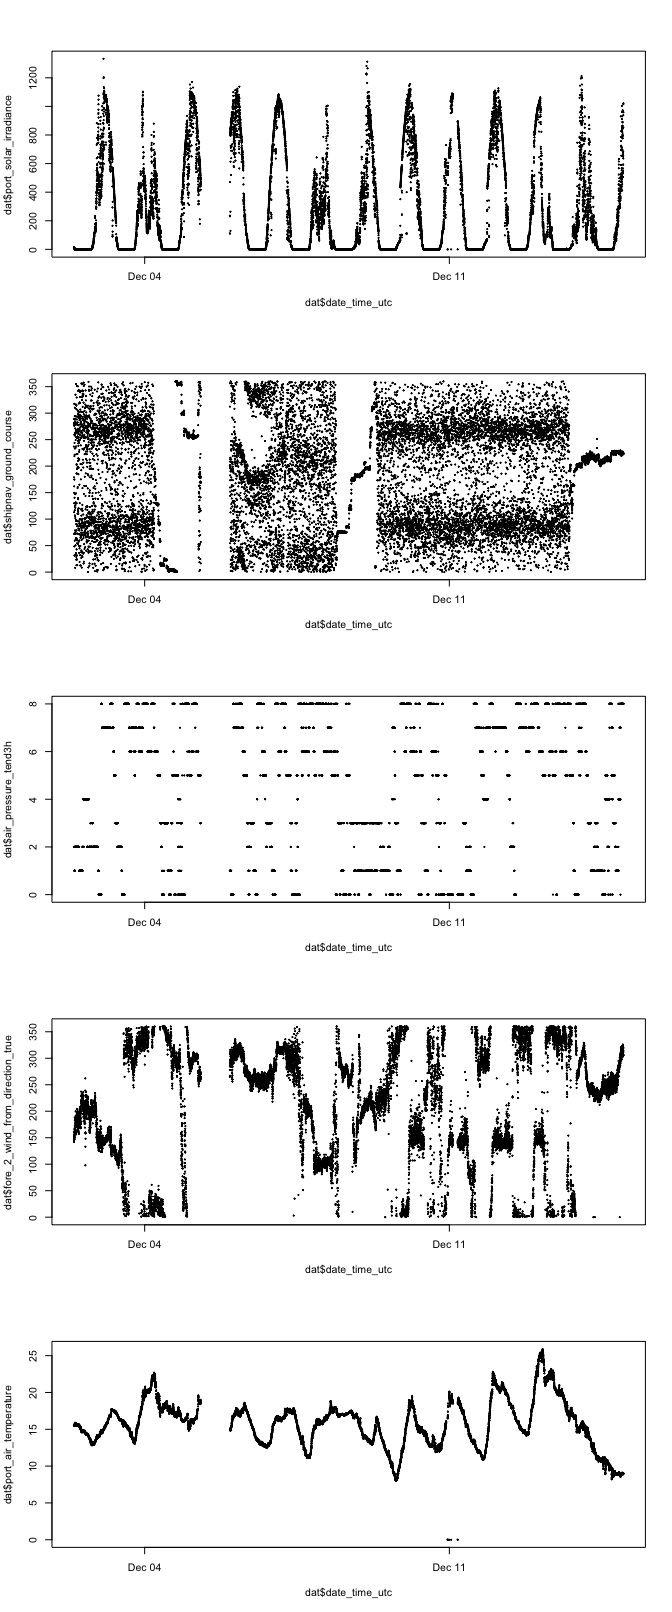 dat$port_solar_irradiance
0 200 400 600 800 1200
Dec 04 Dec 11
dat$date_time_utc
dat$shipnav_ground_course
0 50 100 150 200 250 300 350
Dec 04 Dec 11
dat$date_time_utc
dat$air_pressure_tend3h
0 2 4 6 8
Dec 04 Dec 11
dat$date_time_utc
dat$fore_2_wind_from_direction_true
0 50 100 150 200 250 300 350
Dec 04 Dec 11
dat$date_time_utc
dat$port_air_temperature
0 5 10 15 20 25
Dec 04 Dec 11
dat$date_time_utc